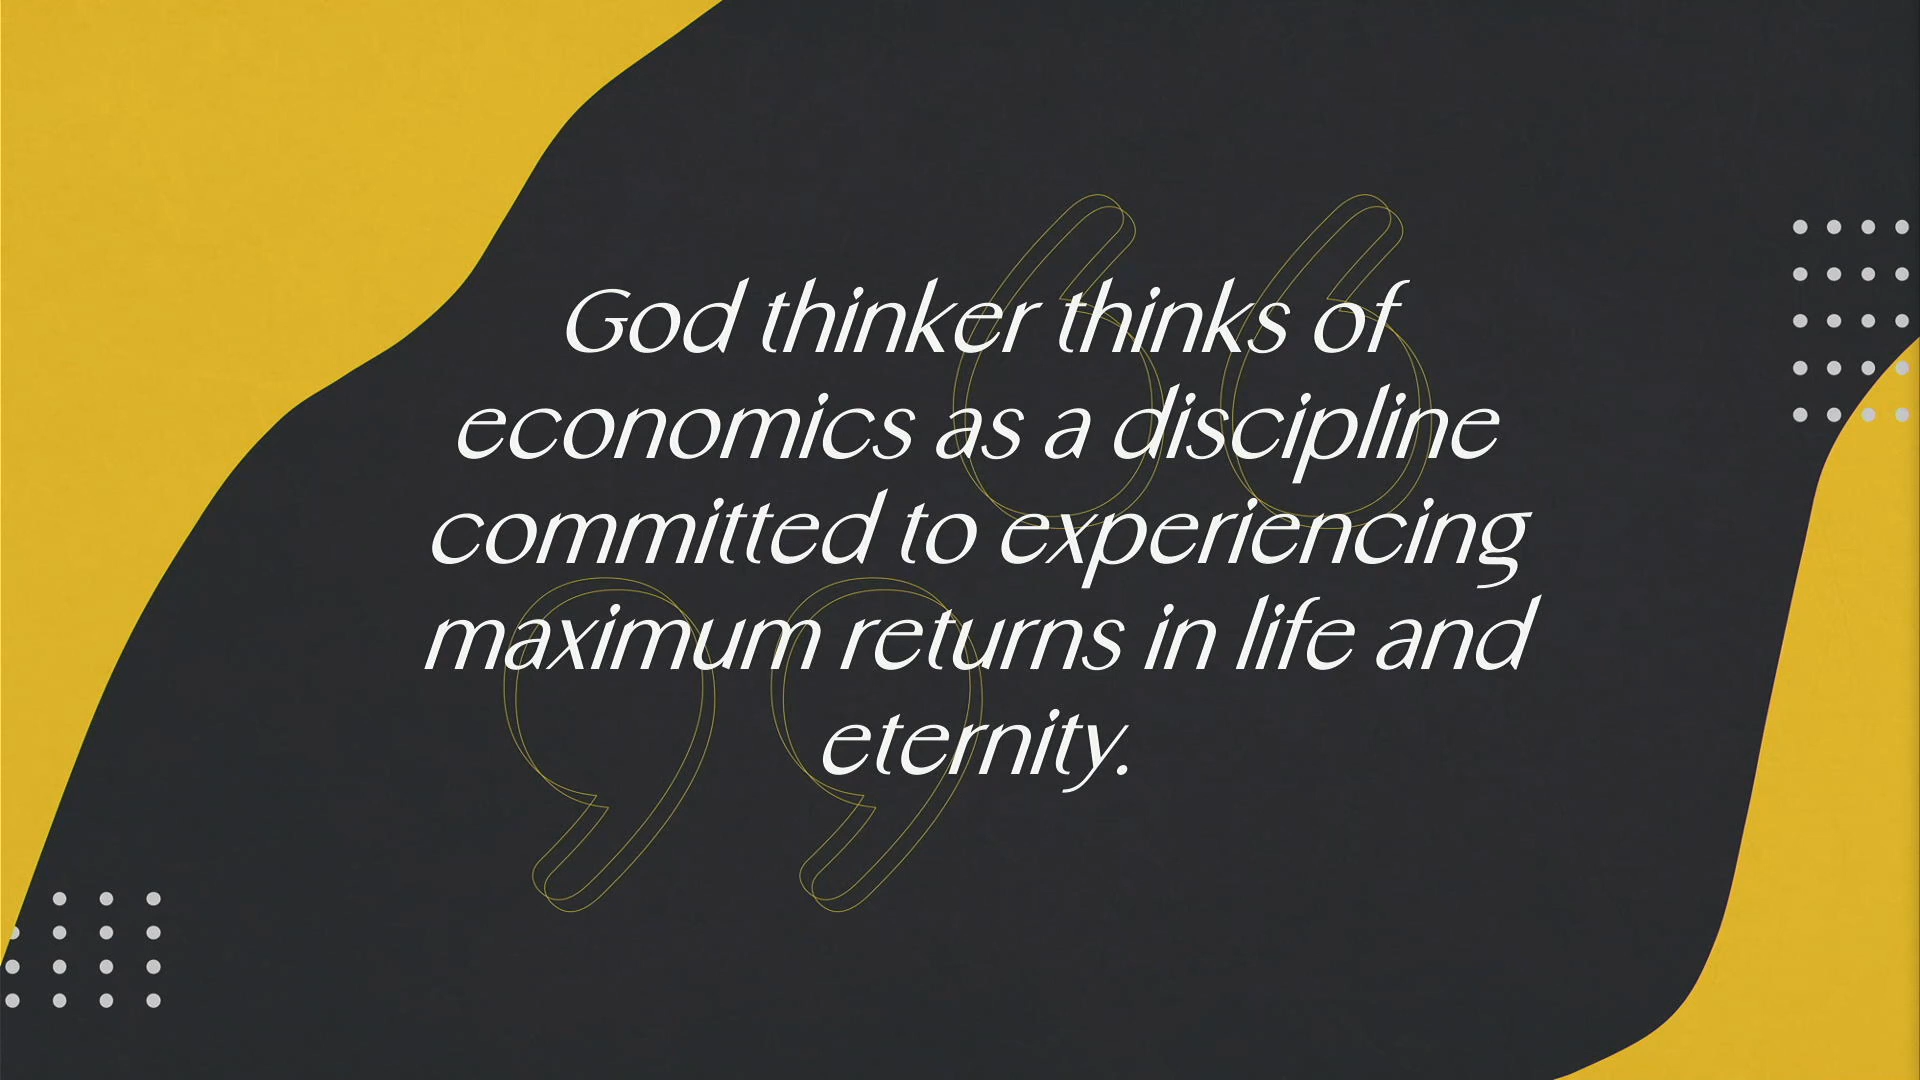 God thinker thinks of
economics as a discipline
committed to experiencing
maximum returns in life and
eternity.